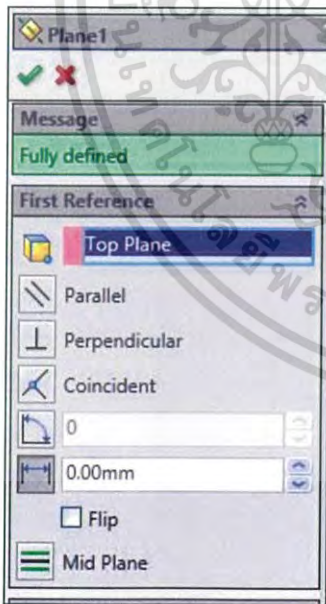 Plane1
Message
Fully defined
First Reference
Top Plane
Parallel
Perpendicular
Coincident
0
0.00mm
Flip
Mid Plane